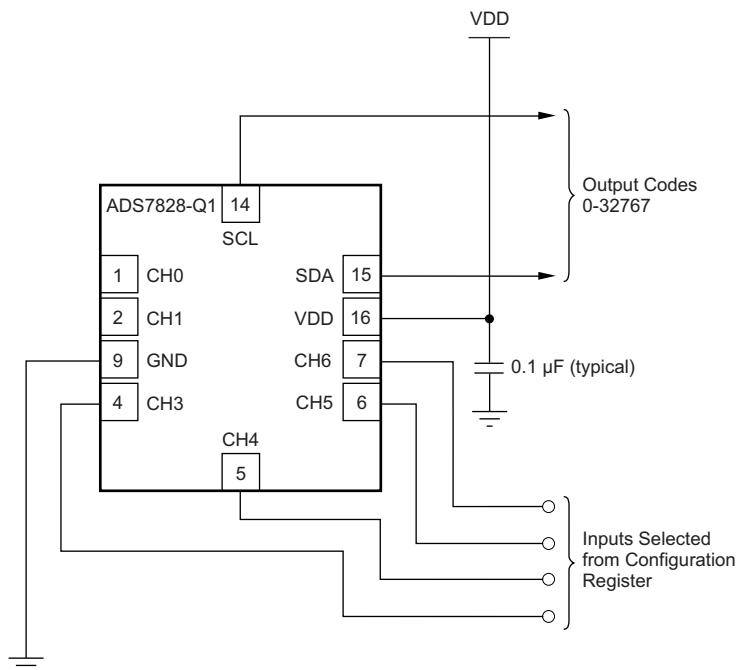 VDD
Output Codes
0-32767
ADS7828-Q1 14
SCL
1 CH0
SDA 15
2 CH1
VDD 16
9 GND
CH6 7
0.1 µF (typical)
4 CH3
CH5 6
CH4
5
Inputs Selected
from Configuration
Register